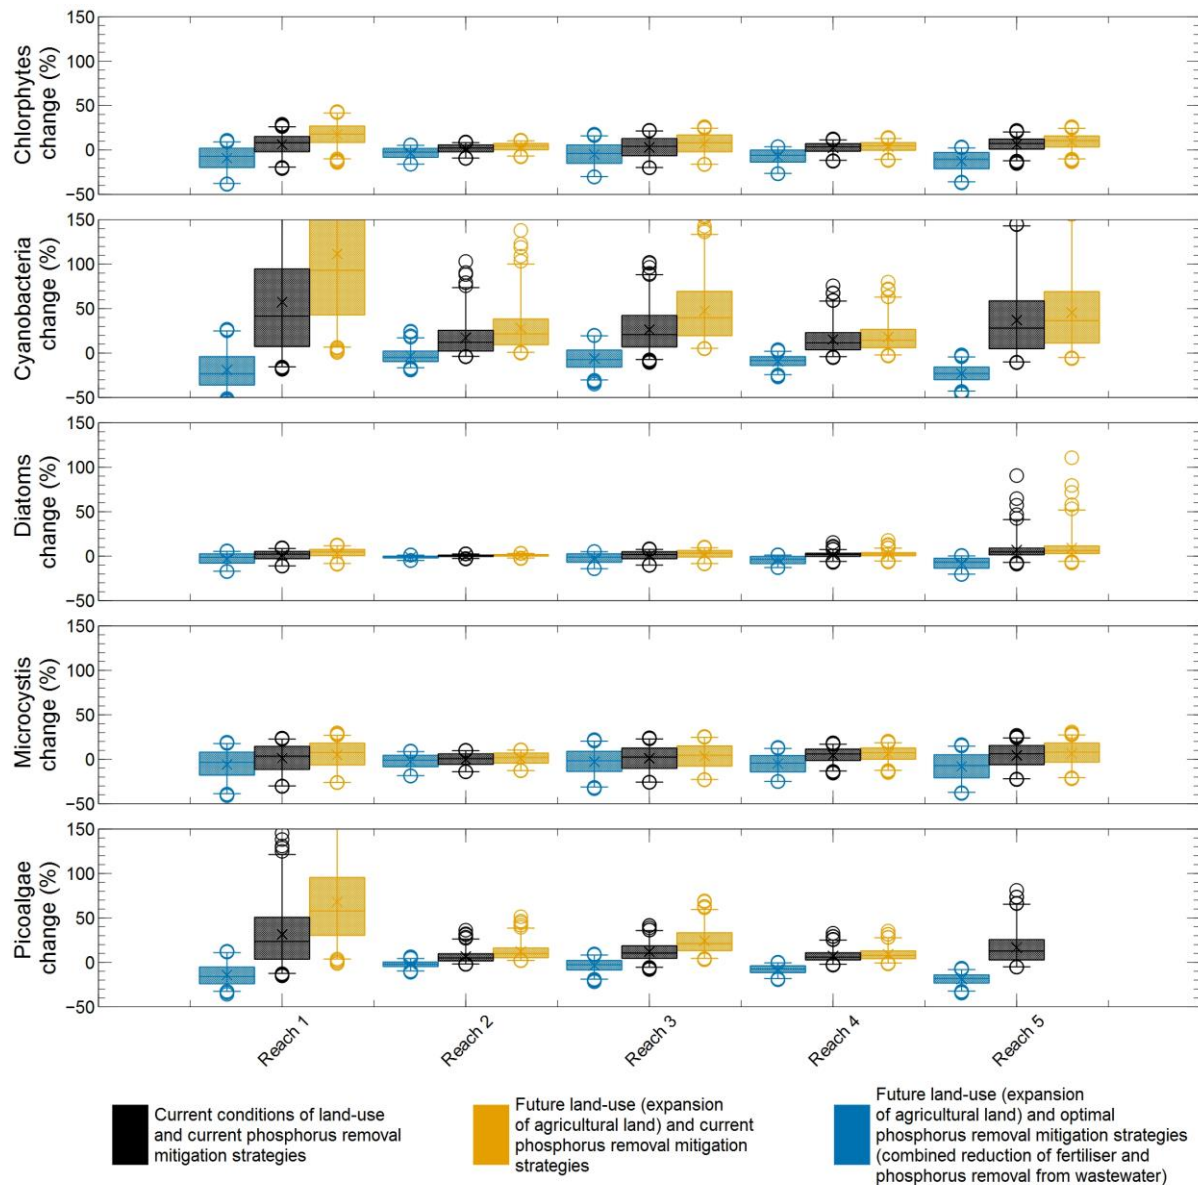 150
100
50
0
−50
Chlorphytes
change (%)
150
100
50
0
−50
Cyanobacteria
change (%)
150
100
50
0
−50
Diatoms
change (%)
150
100
50
0
−50
Microcystis
change (%)
150
100
50
0
−50
Picoalgae
change (%)
Reach 1
Reach 2
Reach 3
Reach 4
Reach 5
Current conditions of land-use
and current phosphorus removal
mitigation strategies
Future land-use (expansion
of agricultural land) and current
phosphorus removal mitigation
strategies
Future land-use (expansion
of agricultural land) and optimal
phosphorus removal mitigation strategies
(combined reduction of fertiliser and
phosphorus removal from wastewater)